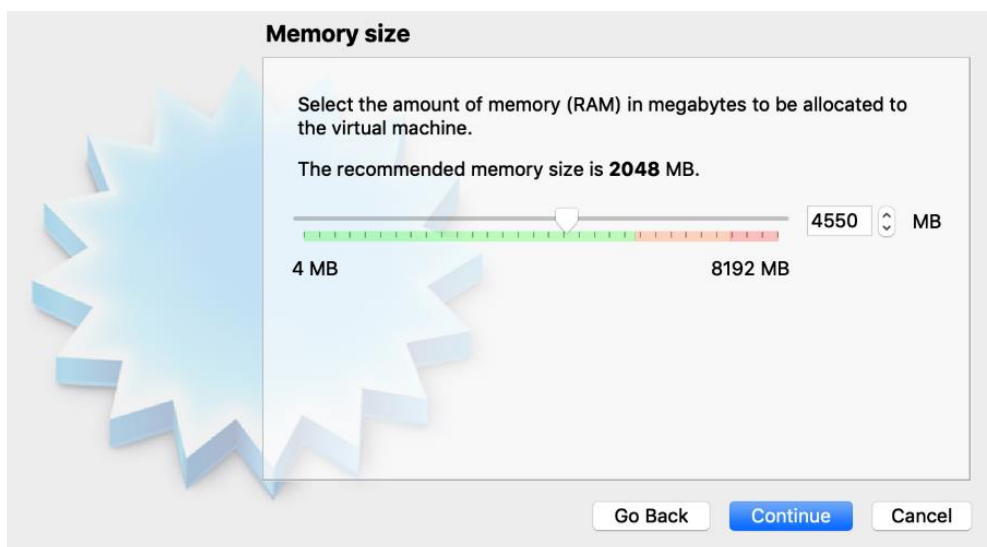 Memory size
Select the amount of memory (RAM) in megabytes to be allocated to
the virtual machine.
The recommended memory size is 2048 MB.
4550 MB
4 MB 8192 MB
Go Back Continue Cancel